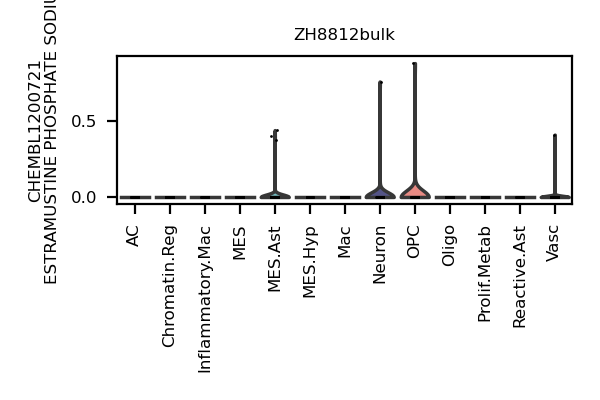 ZH8812bulk
CHEMBL1200721
ESTRAMUSTINE PHOSPHATE
0.5
0.0
AC
Chromatin.Reg
Inflammatory.Mac
MES
MES.Ast
MES.Hyp
Mac
Neuron
OPC
Oligo
Prolif.Metab
Reactive.Ast
Vasc